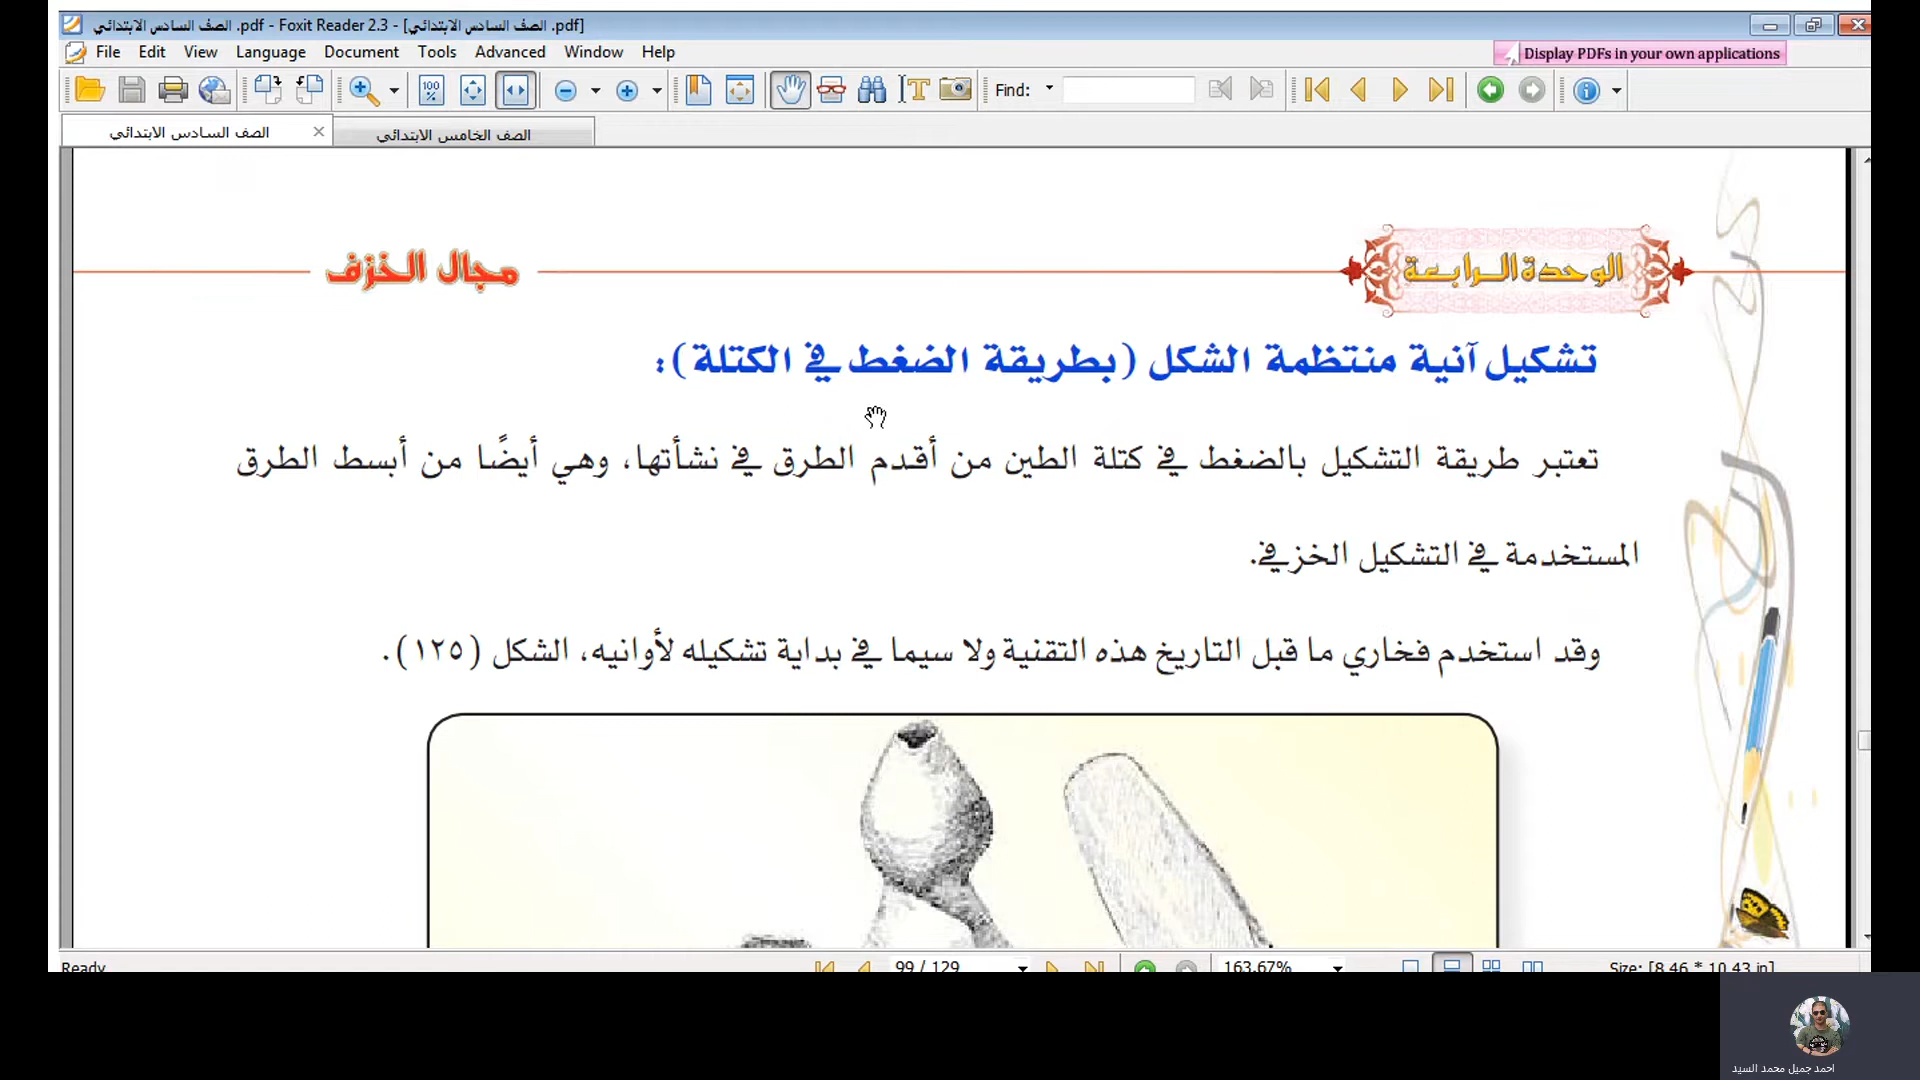 الصف السادس الابتدائي .pdf - Foxit Reader 2.3 - [الصف السادس الابتدائي .pdf]
File Edit View Language Document Tools Advanced Window Help
Display PDFs in your own applications
100 %
Find:
الصف السادس الابتدائي
الصف الخامس الابتدائي
الوحدة الرابعة
مجال الخزف
تشكيل آنية منتظمة الشكل (بطريقة الضغط في الكتلة):
تعتبر طريقة التشكيل بالضغط في كتلة الطين من أقدم الطرق في نشأتها، وهي أيضًا من أبسط الطرق
المستخدمة في التشكيل الخزفي.
وقد استخدم فخاري ما قبل التاريخ هذه التقنية ولا سيما في بداية تشكيله لأوانيه، الشكل (١٢٥).
Ready 99 / 129 163.67% Size: [8.46 * 10.43 in]
احمد جميل محمد السيد